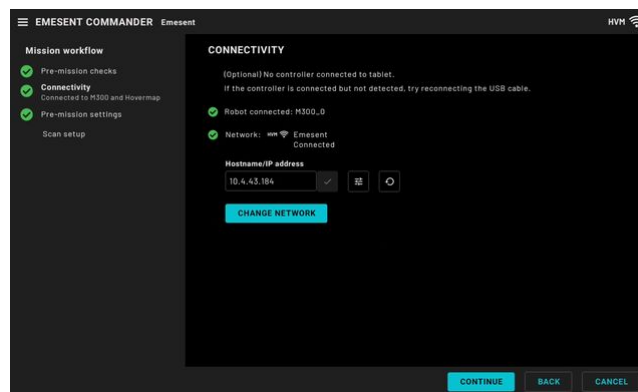 EMESENT COMMANDER Emesent
HVM
Mission workflow
Pre-mission checks
Connectivity
Connected to M300 and Hovermap
Pre-mission settings
Scan setup
CONNECTIVITY
(Optional) No controller connected to tablet.
If the controller is connected but not detected, try reconnecting the USB cable.
Robot connected: M300_0
Network: HVM Emesent
Connected
Hostname/IP address
10.4.43.184
CHANGE NETWORK
CONTINUE BACK CANCEL